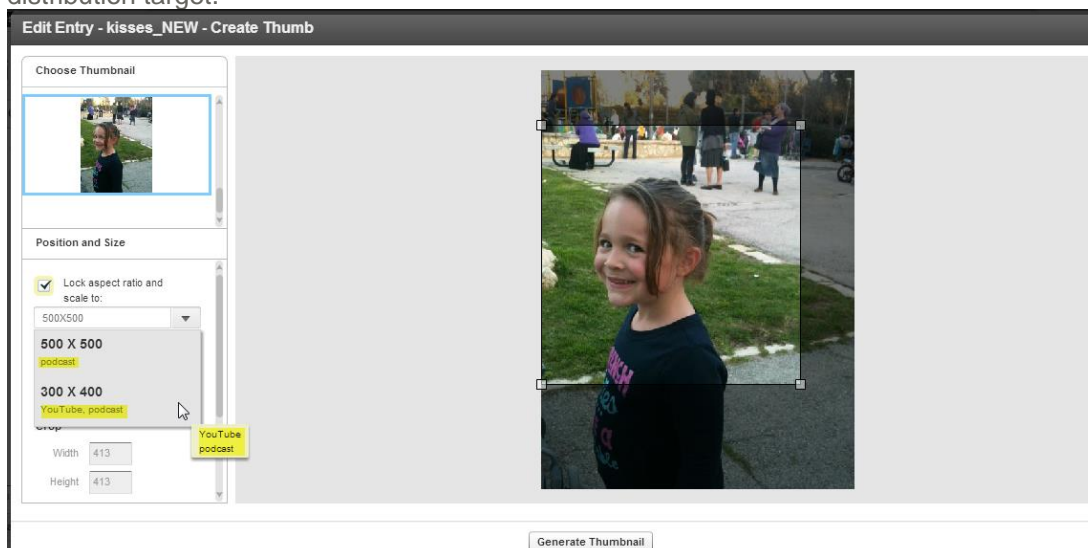 distribution target.
Edit Entry - kisses_NEW - Create Thumb
Choose Thumbnail
Position and Size
Lock aspect ratio and
scale to:
500X500
500 X 500
podcast
300 X 400
YouTube, podcast
YouTube
podcast
Crop
Width 413
Height 413
Generate Thumbnail